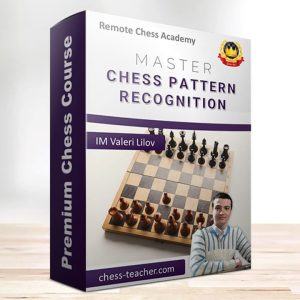 Remote Chess Academy
MASTER
CHESS PATTERN
RECOGNITION
IM Valeri Lilov
chess-teacher.com
Premium Chess Course